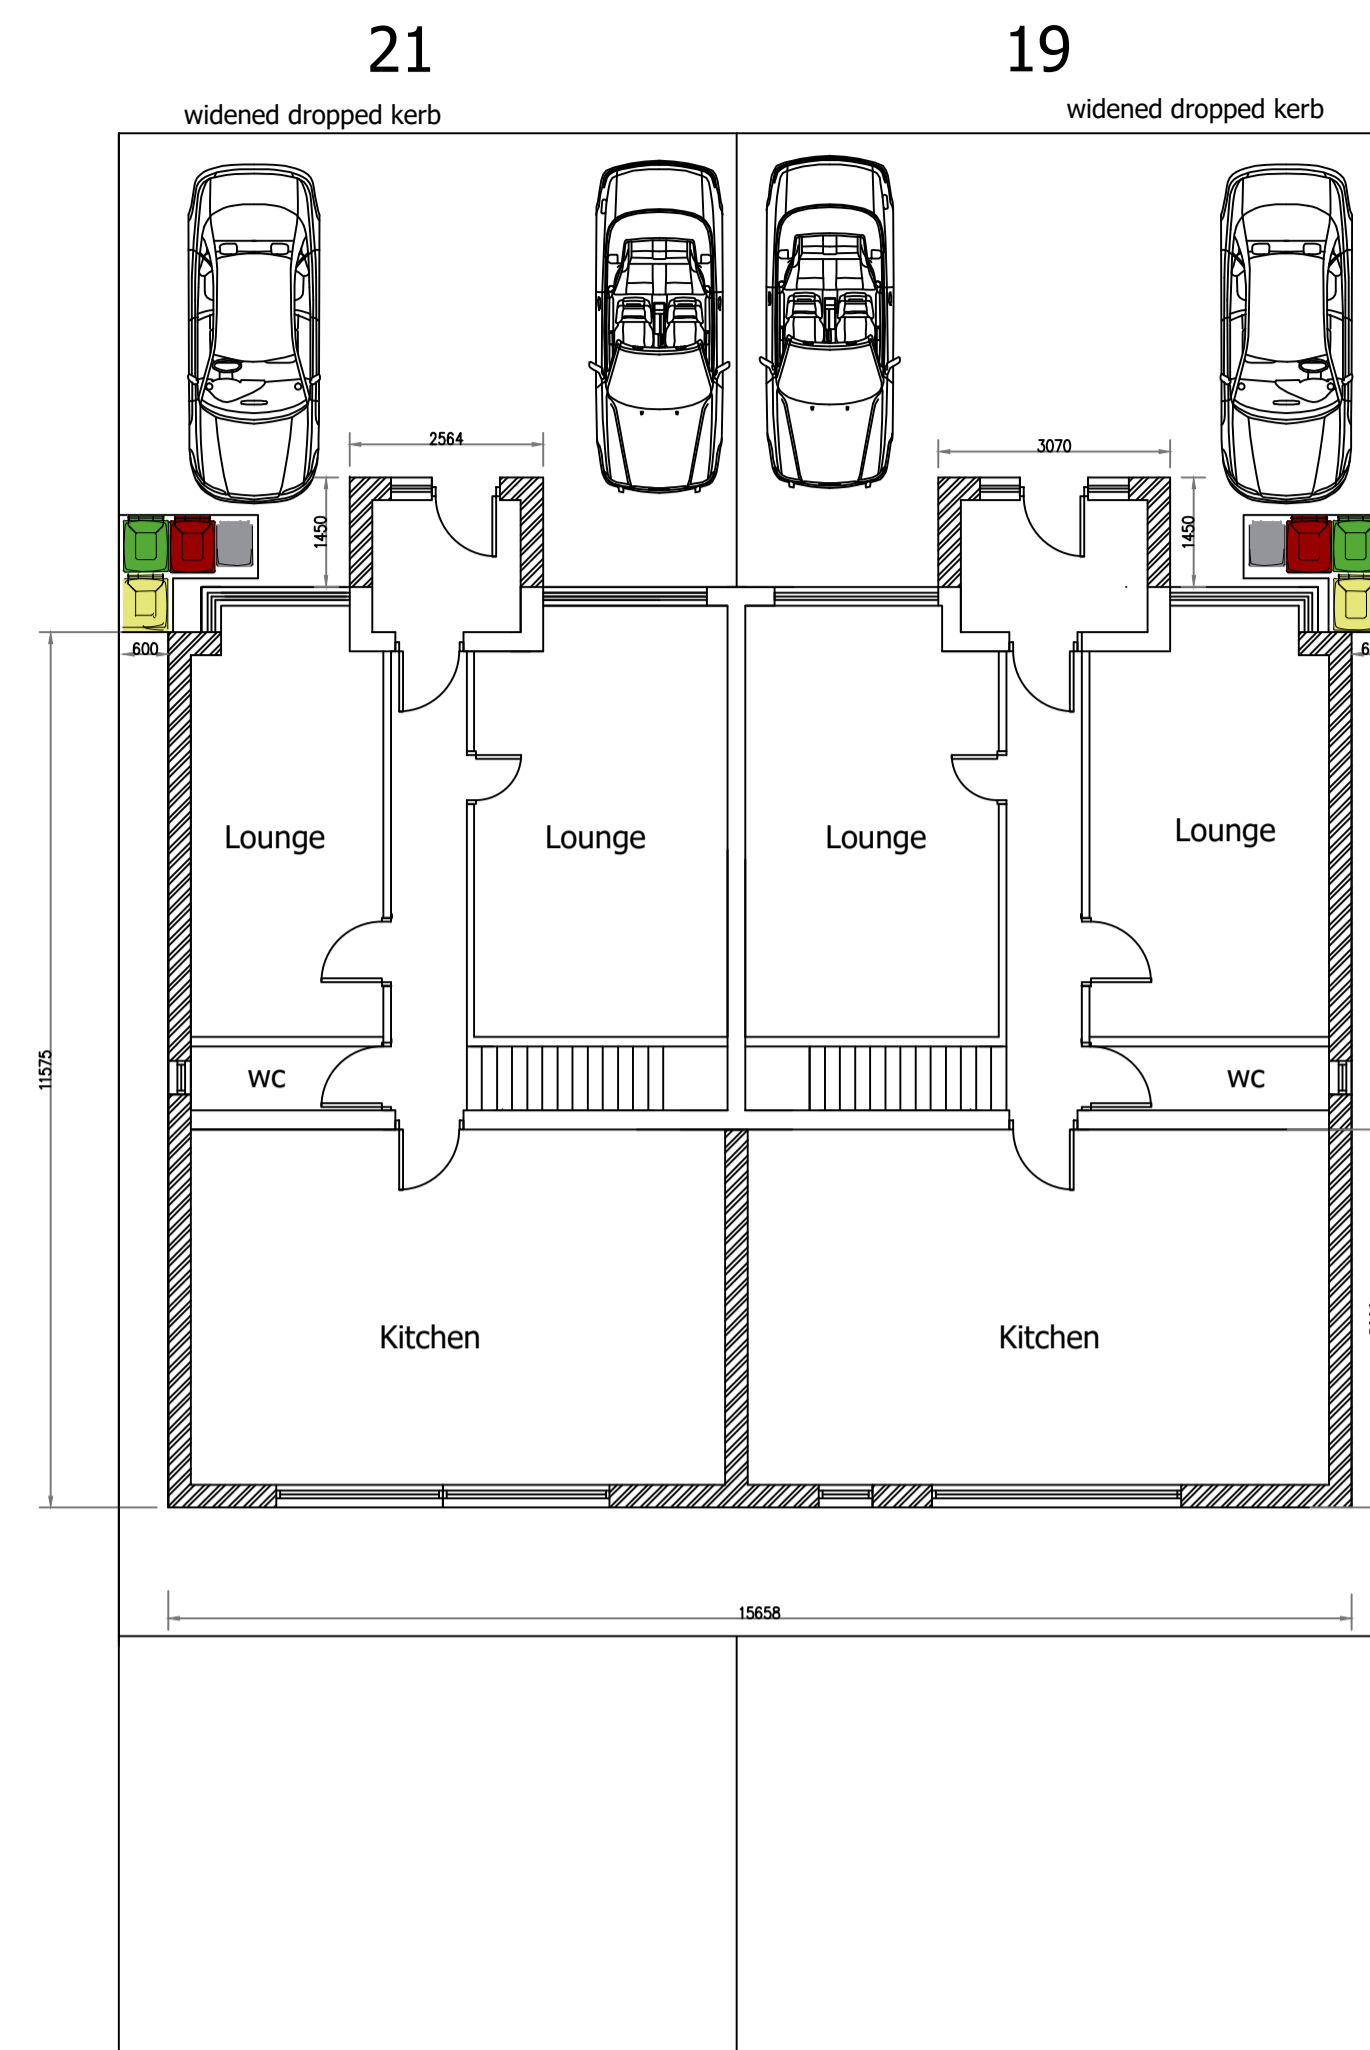 21
19
widened dropped kerb
widened dropped kerb
2564
3070
1450
1450
600
Lounge
Lounge
Lounge
Lounge
11575
WC
WC
Kitchen
Kitchen
15658